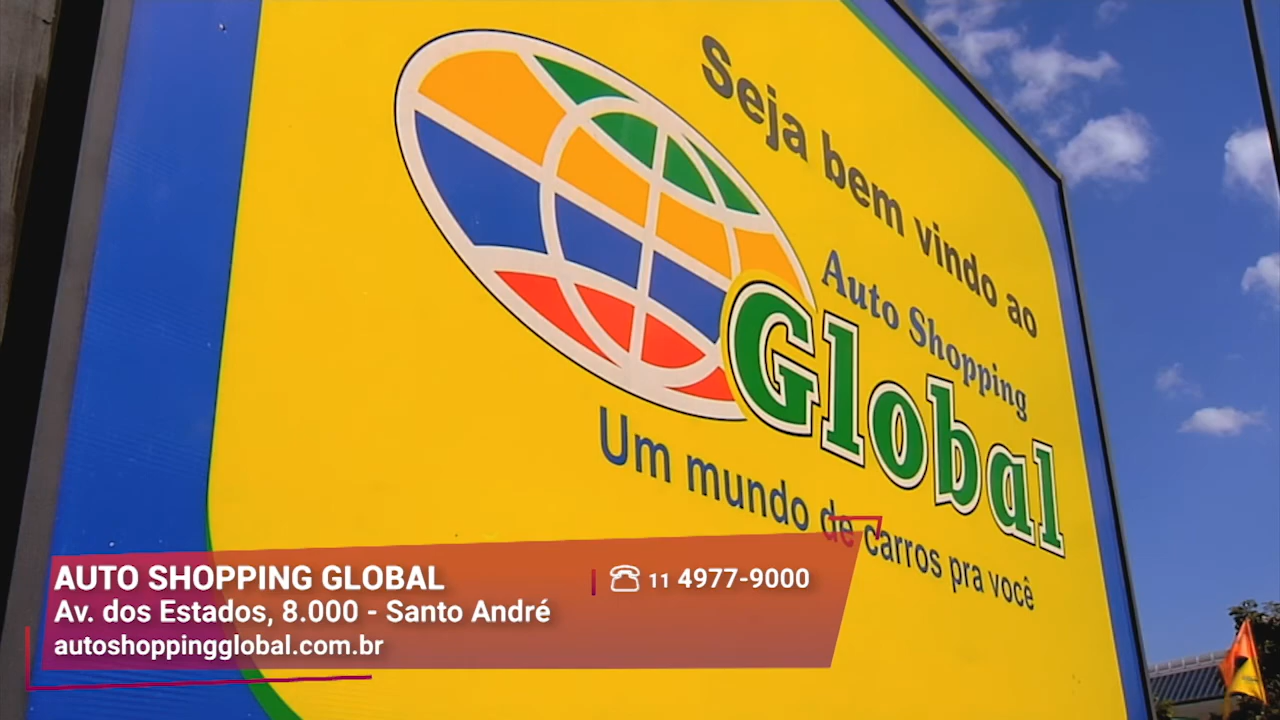 Seja bem vindo ao
Auto Shopping
Global
Um mundo de carros pra você
AUTO SHOPPING GLOBAL
Av. dos Estados, 8.000 - Santo André
autoshoppingglobal.com.br
11 4977-9000